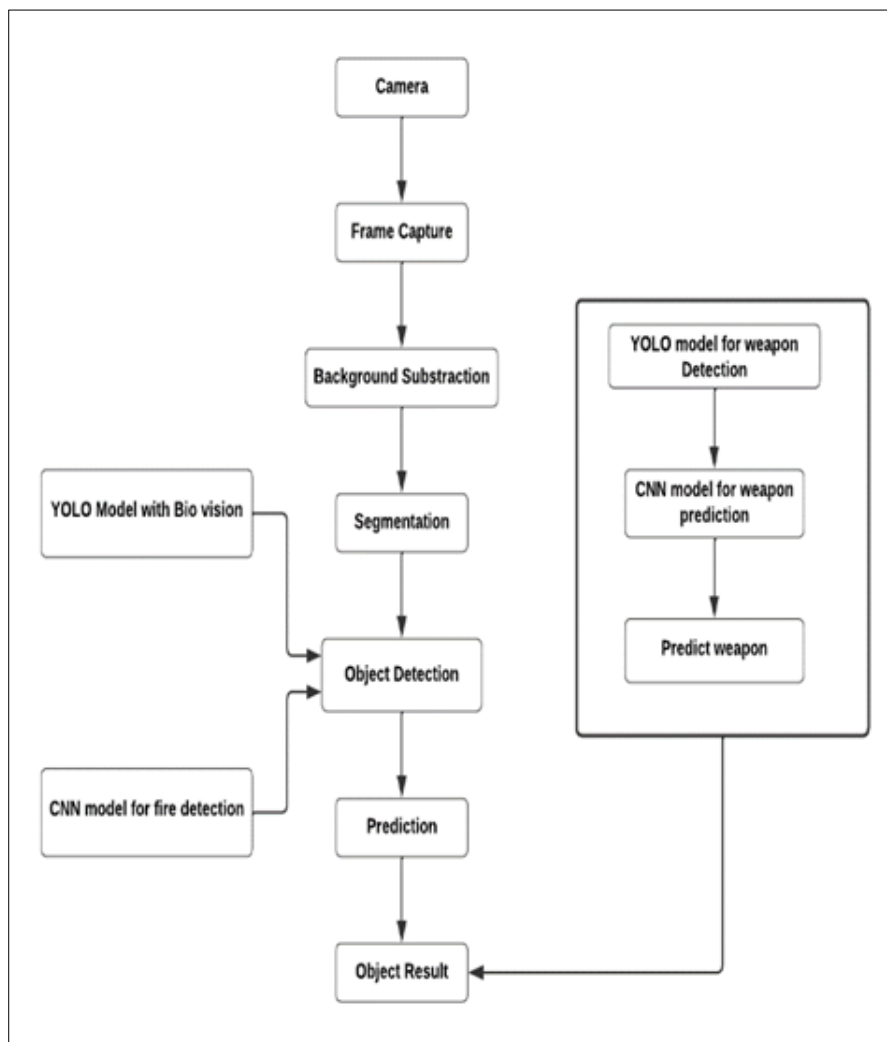 Camera
Frame Capture
Background Substraction
Segmentation
YOLO Model with Bio vision
Object Detection
CNN model for fire detection
Prediction
Object Result
YOLO model for weapon
Detection
CNN model for weapon
prediction
Predict weapon